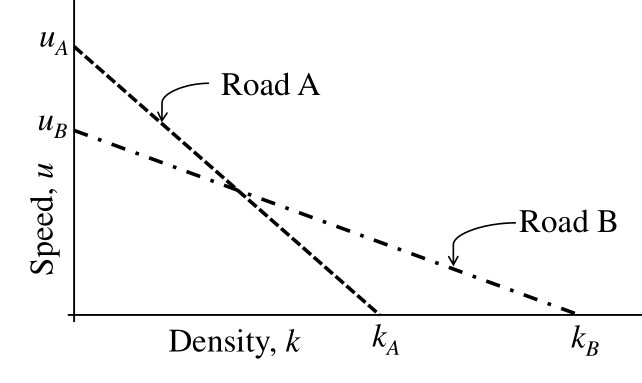 u_A
Road A
u_B
Speed, u
Road B
Density, k
k_A
k_B